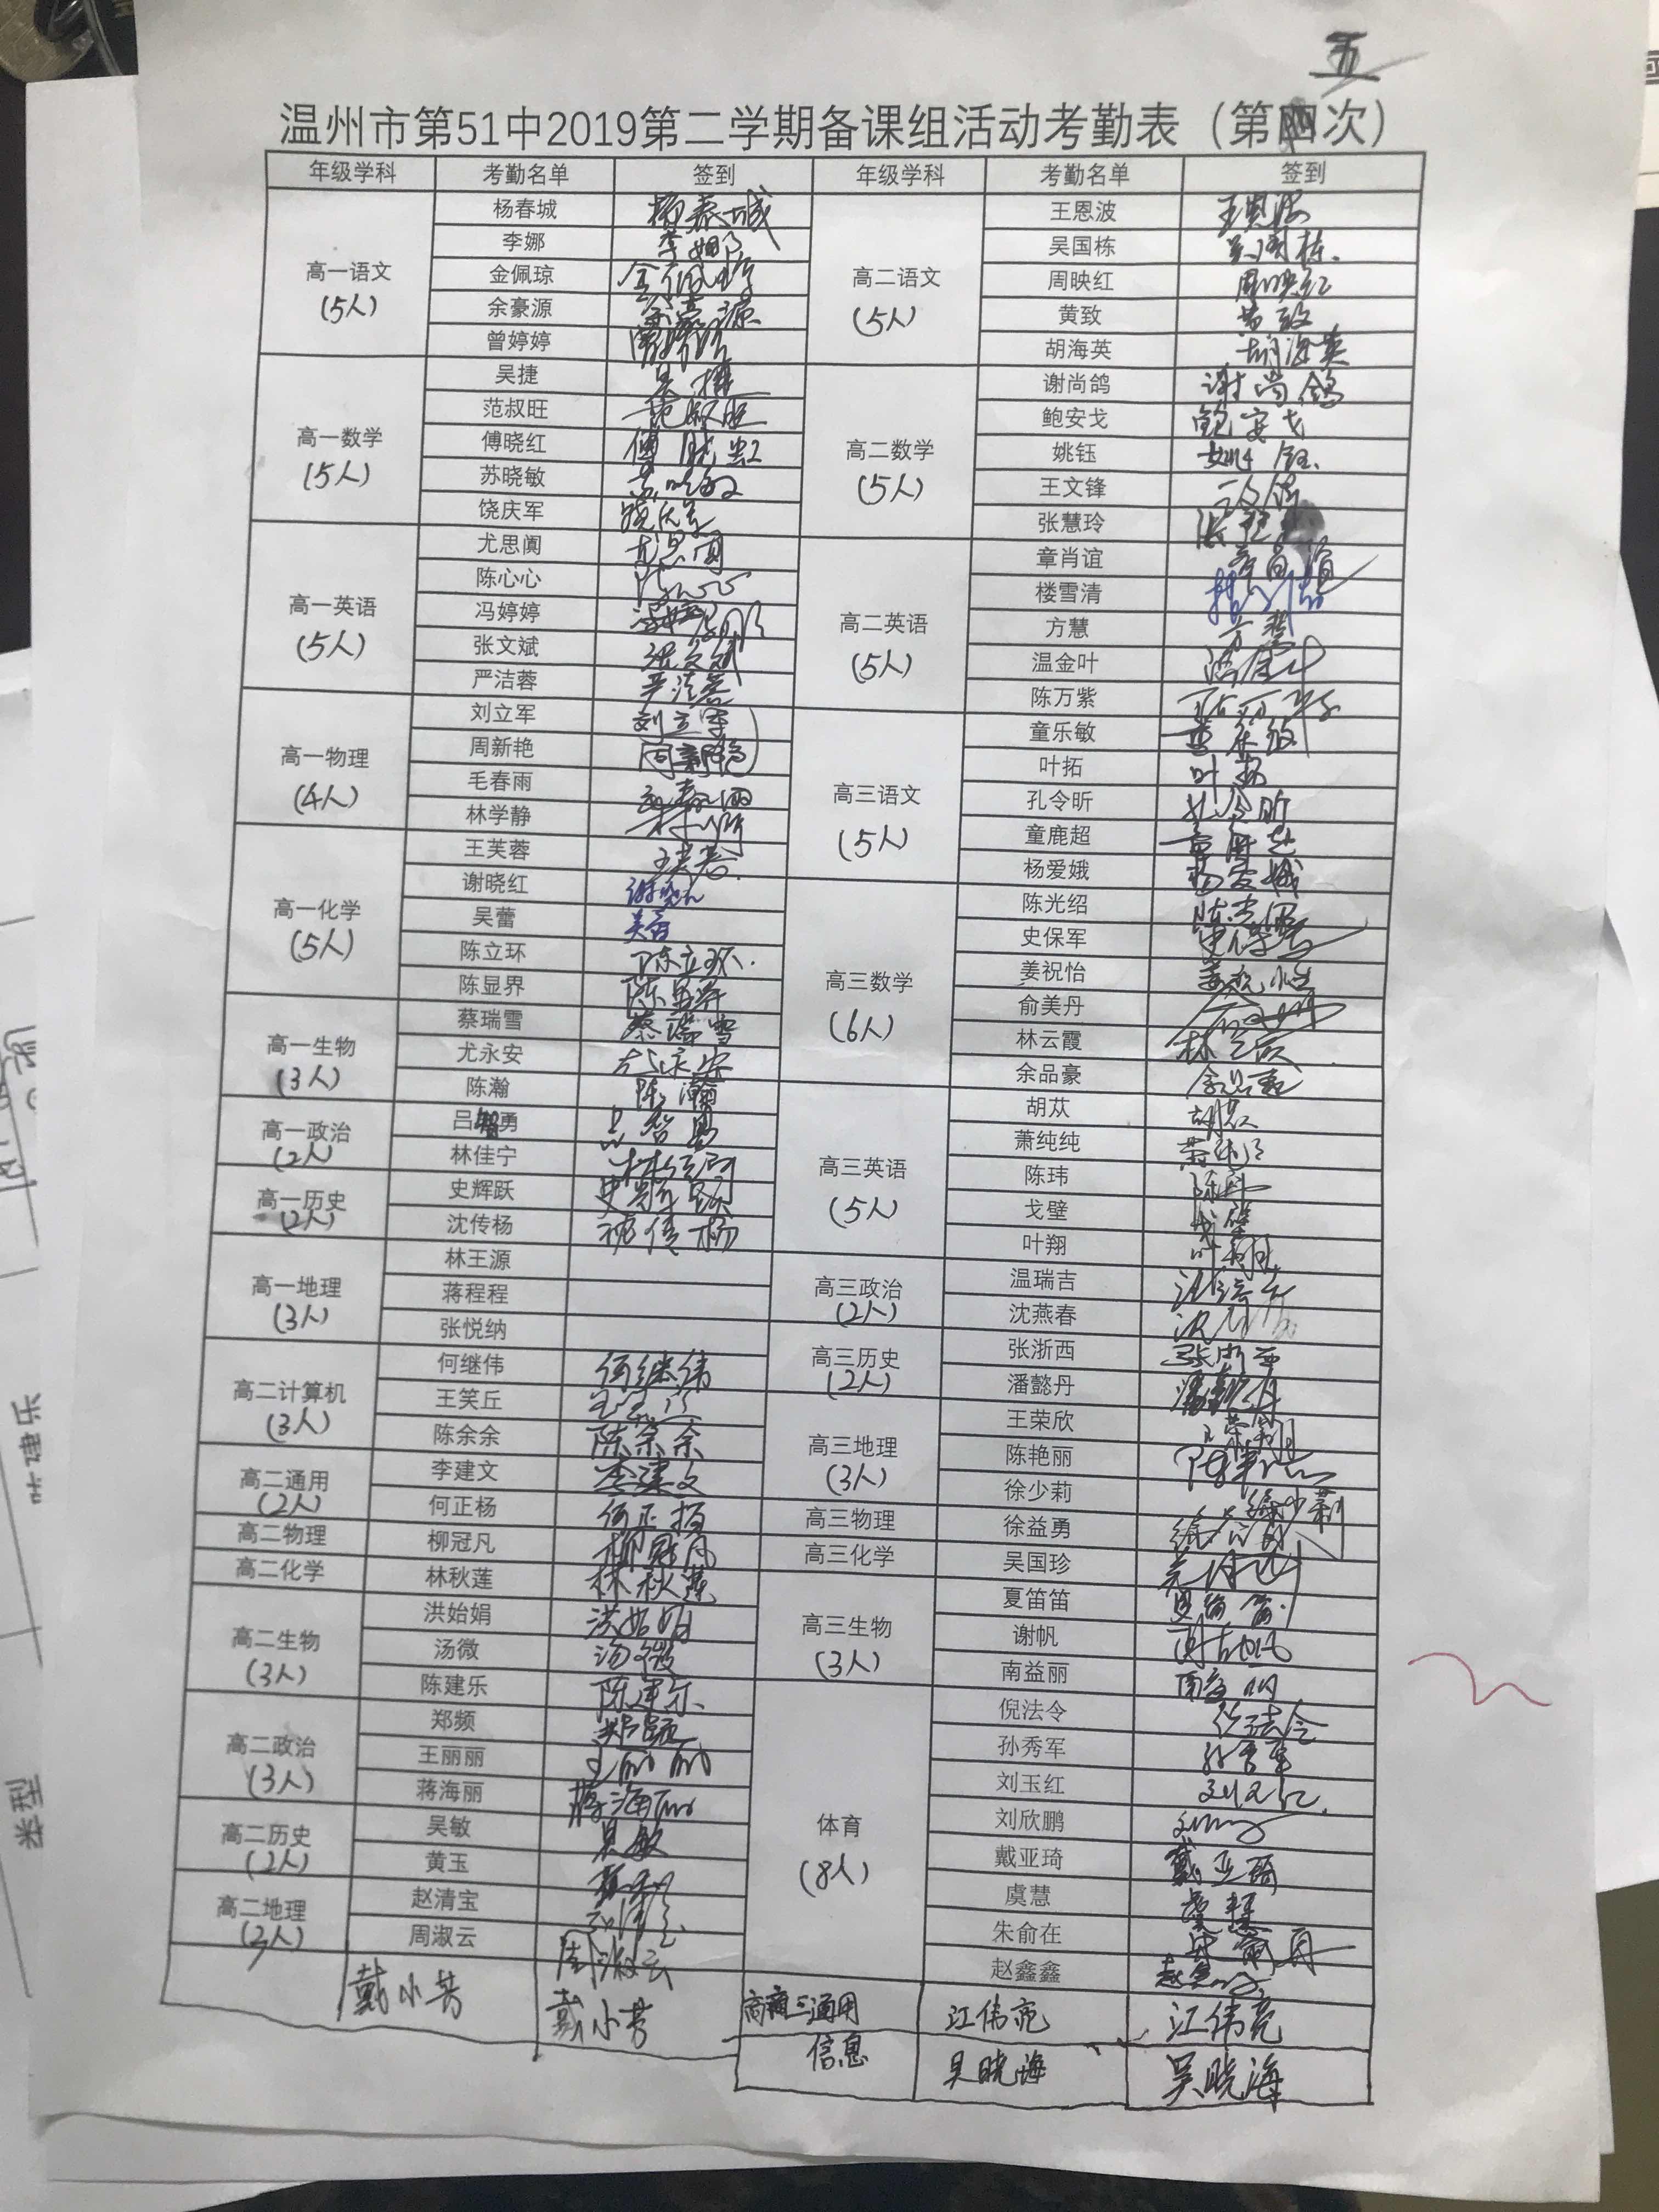 五
温州市第51中2019第二学期备课组活动考勤表（第四次）
年级学科 考勤名单 签到 年级学科 考勤名单 签到
高一语文 (5人)
杨春城 杨春城
李娜 李娜
金佩琼 金佩琼
余豪源 余豪源
曾婷婷 曾婷婷
高一数学 (5人)
吴捷 吴捷
范叔旺 范叔旺
傅晓红 傅晓红
苏晓敏 苏晓敏
饶庆军 饶庆军
高一英语 (5人)
尤思阗 尤思阗
陈心心
冯婷婷 冯婷婷
张文斌 张文斌
严洁蓉 严洁蓉
高一物理 (4人)
刘立军 刘立军
周新艳 周新艳
毛春雨 毛春雨
林学静
高一化学 (5人)
王芙蓉 王芙蓉
谢晓红 谢晓红
吴蕾 吴蕾
陈立环 陈立环
陈显界 陈显界
高一生物 (3人)
蔡瑞雪 蔡瑞雪
尤永安 尤永安
陈瀚 陈瀚
高一政治 (2人)
吕智勇 吕智勇
林佳宁 林佳宁
高一历史 (2人)
史辉跃 史辉跃
沈传杨 沈传杨
高一地理 (3人)
林王源
蒋程程
张悦纳
高二计算机 (3人)
何继伟 何继伟
王笑丘 王笑丘
陈余余 陈余余
高二通用 (2人)
李建文 李建文
何正杨 何正杨
高二物理 柳冠凡 柳冠凡
高二化学 林秋莲 林秋莲
高二生物 (3人)
洪始娟 洪始娟
汤微 汤微
陈建乐 陈建乐
高二政治 (3人)
郑频 郑频
王丽丽 王丽丽
蒋海丽 蒋海丽
高二历史 (2人)
吴敏 吴敏
黄玉
高二地理 (3人)
赵清宝
周淑云 周淑云
戴小芳 戴小芳
高二语文 (5人)
王恩波 王恩波
吴国栋 吴国栋
周映红 周映红
黄致 黄致
胡海英 胡海英
高二数学 (5人)
谢尚鸽 谢尚鸽
鲍安戈 鲍安戈
姚钰 姚钰
王文锋
张慧玲
高二英语 (5人)
章肖谊 章肖谊
楼雪清
方慧 方慧
温金叶 温金叶
陈万紫 陈万紫
高三语文 (5人)
童乐敏 童乐敏
叶拓 叶拓
孔令昕 孔令昕
童鹿超 童鹿超
杨爱娥 杨爱娥
高三数学 (6人)
陈光绍 陈光绍
史保军 史保军
姜祝怡 姜祝怡
俞美丹
林云霞 林云霞
余品豪 余品豪
高三英语 (5人)
胡苁 胡苁
萧纯纯 萧纯纯
陈玮 陈玮
戈壁 戈壁
叶翔 叶翔
高三政治 (2人)
温瑞吉
沈燕春
高三历史 (2人)
张浙西 张浙西
潘懿丹 潘懿丹
高三地理 (3人)
王荣欣 王荣欣
陈艳丽
徐少莉 徐少莉
高三物理 徐益勇 徐益勇
高三化学 吴国珍 吴国珍
高三生物 (3人)
夏笛笛 夏笛笛
谢帆 谢帆
南益丽 南益丽
体育 (8人)
倪法令 倪法令
孙秀军 孙秀军
刘玉红 刘玉红
刘欣鹏
戴亚琦 戴亚琦
虞慧 虞慧
朱俞在
赵鑫鑫
高三通用 江伟亮 江伟亮
信息 吴晓海 吴晓海
叶建乐
类型